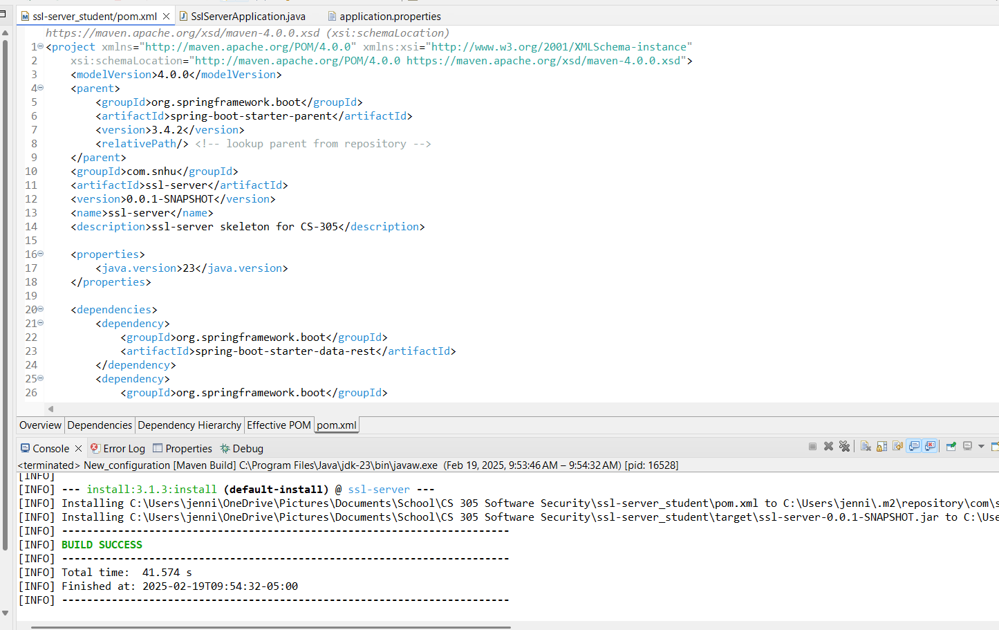 ssl-server_student/pom.xml SslServerApplication.java application.properties
https://maven.apache.org/xsd/maven-4.0.0.xsd (xsi:schemaLocation)
1 <project xmlns="http://maven.apache.org/POM/4.0.0" xmlns:xsi="http://www.w3.org/2001/XMLSchema-instance"
2 xsi:schemaLocation="http://maven.apache.org/POM/4.0.0 https://maven.apache.org/xsd/maven-4.0.0.xsd">
3 <modelVersion>4.0.0</modelVersion>
4 <parent>
5 <groupId>org.springframework.boot</groupId>
6 <artifactId>spring-boot-starter-parent</artifactId>
7 <version>3.4.2</version>
8 <relativePath/> <!-- lookup parent from repository -->
9 </parent>
10 <groupId>com.snhu</groupId>
11 <artifactId>ssl-server</artifactId>
12 <version>0.0.1-SNAPSHOT</version>
13 <name>ssl-server</name>
14 <description>ssl-server skeleton for CS-305</description>
15
16 <properties>
17 <java.version>23</java.version>
18 </properties>
19
20 <dependencies>
21 <dependency>
22 <groupId>org.springframework.boot</groupId>
23 <artifactId>spring-boot-starter-data-rest</artifactId>
24 </dependency>
25 <dependency>
26 <groupId>org.springframework.boot</groupId>
Overview Dependencies Dependency Hierarchy Effective POM pom.xml
Console Error Log Properties Debug
<terminated> New_configuration [Maven Build] C:\Program Files\Java\jdk-23\bin\javaw.exe (Feb 19, 2025, 9:53:46 AM – 9:54:32 AM) [pid: 16528]
[INFO]
[INFO] --- install:3.1.3:install (default-install) @ ssl-server ---
[INFO] Installing C:\Users\jenni\OneDrive\Pictures\Documents\School\CS 305 Software Security\ssl-server_student\pom.xml to C:\Users\jenni\.m2\repository\com\s
[INFO] Installing C:\Users\jenni\OneDrive\Pictures\Documents\School\CS 305 Software Security\ssl-server_student\target\ssl-server-0.0.1-SNAPSHOT.jar to C:\Use
[INFO] ------------------------------------------------------------------------
[INFO] BUILD SUCCESS
[INFO] ------------------------------------------------------------------------
[INFO] Total time:  41.574 s
[INFO] Finished at: 2025-02-19T09:54:32-05:00
[INFO] ------------------------------------------------------------------------